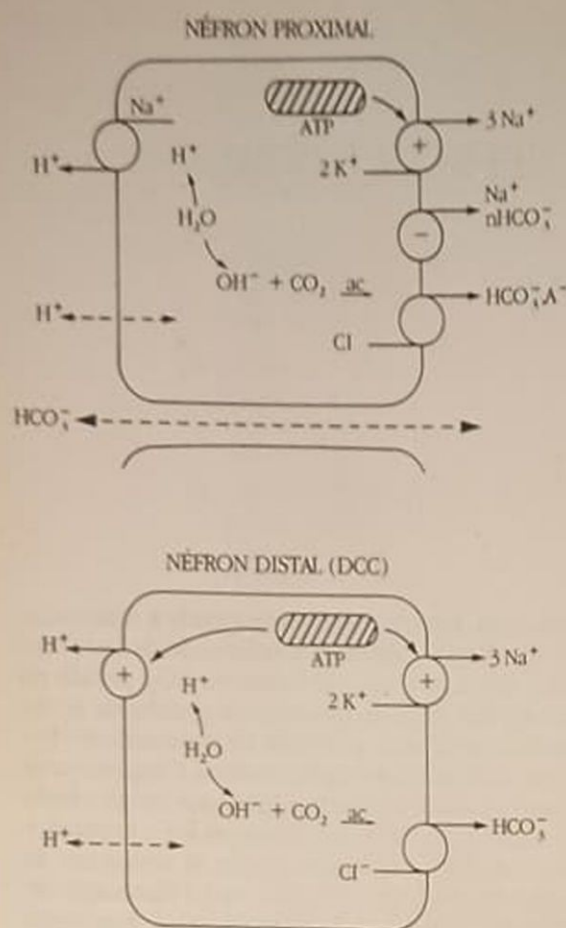 NÉFRON PROXIMAL
Na⁺
ATP
3 Na⁺
H⁺
H⁺
2 K⁺
Na⁺
nHCO₃⁻
H₂O
OH⁻ + CO₂ ac
HCO₃⁻A⁻
H⁺
Cl
HCO₃⁻
NÉFRON DISTAL (DCC)
H⁺
ATP
3 Na⁺
H⁺
2 K⁺
H₂O
OH⁻ + CO₂ ac
HCO₃⁻
H⁺
Cl⁻